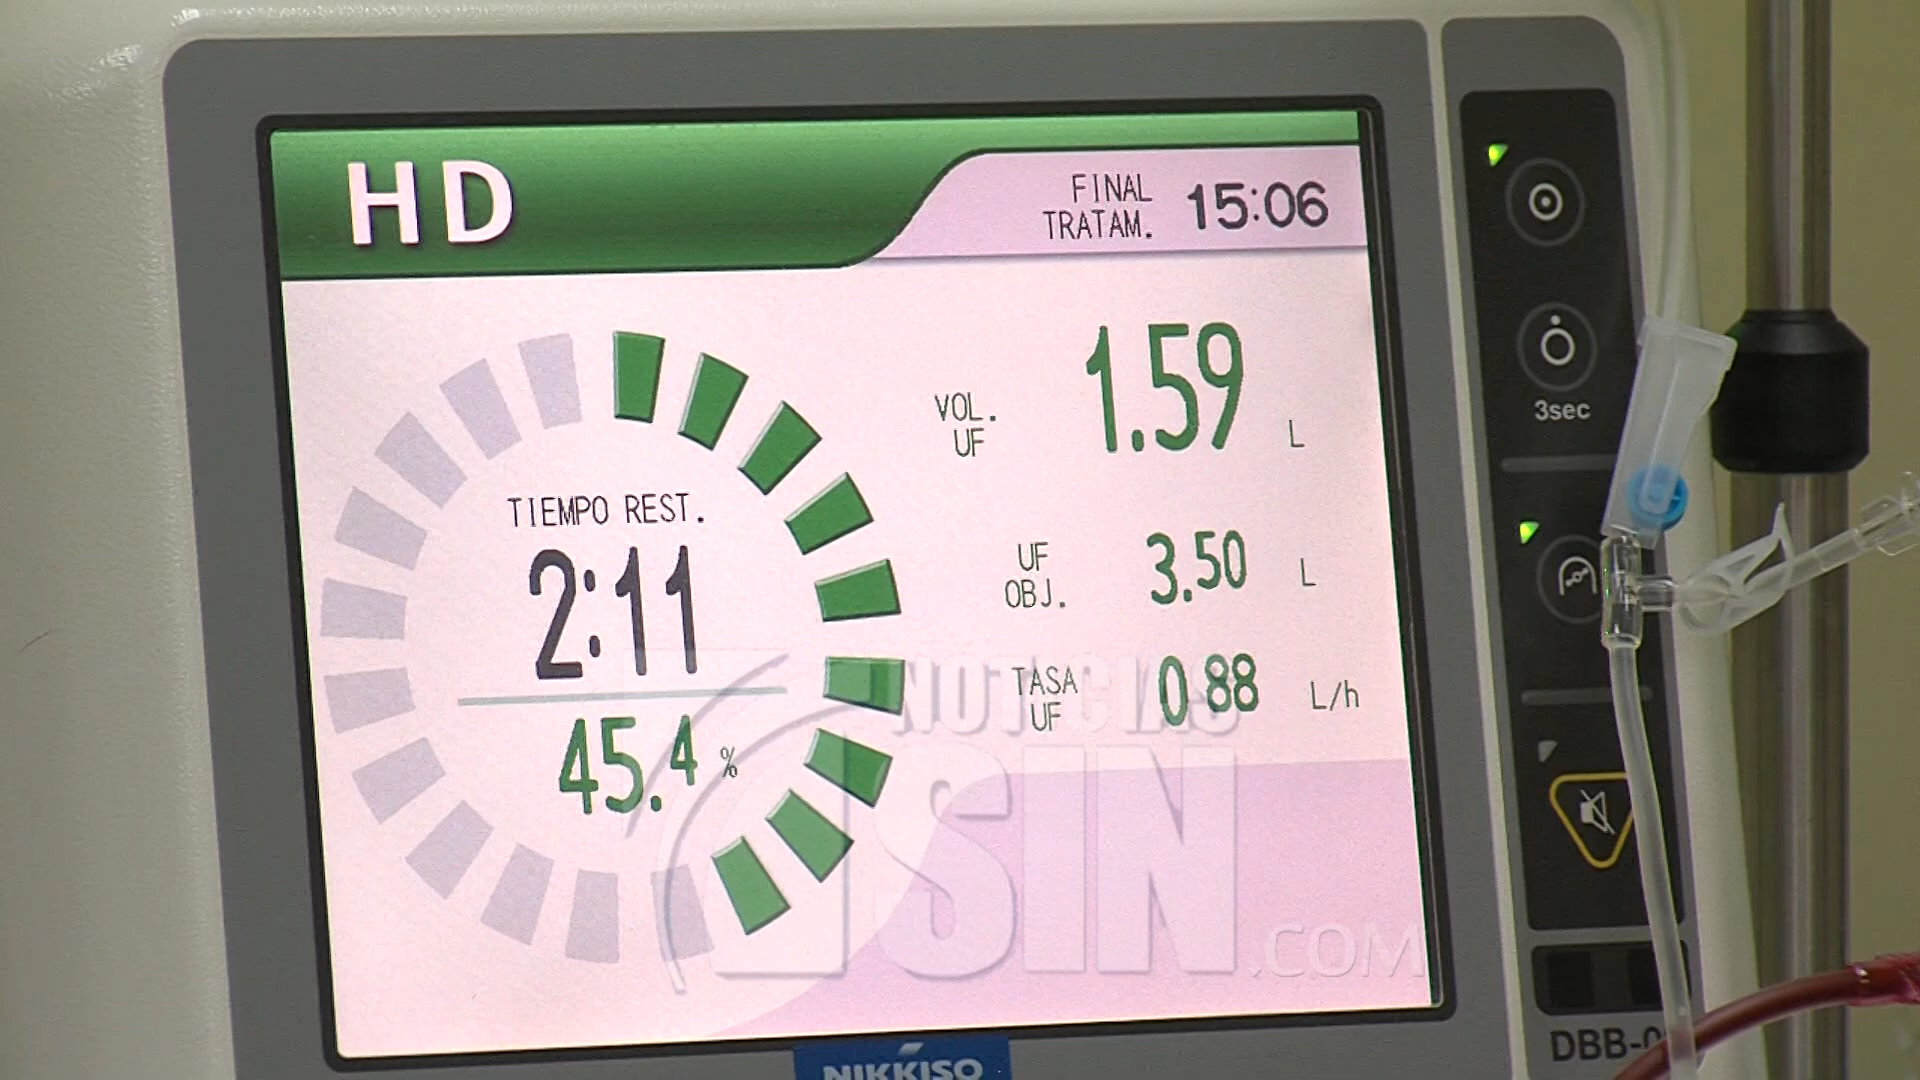 HD
FINAL
TRATAM.
15:06
VOL.
UF
1.59
L
TIEMPO REST.
2:11
45.4 %
UF
OBJ.
3.50
L
TASA
UF
0.88
L/h
3sec
NOTICIAS
SIN
.COM
NIKKISO